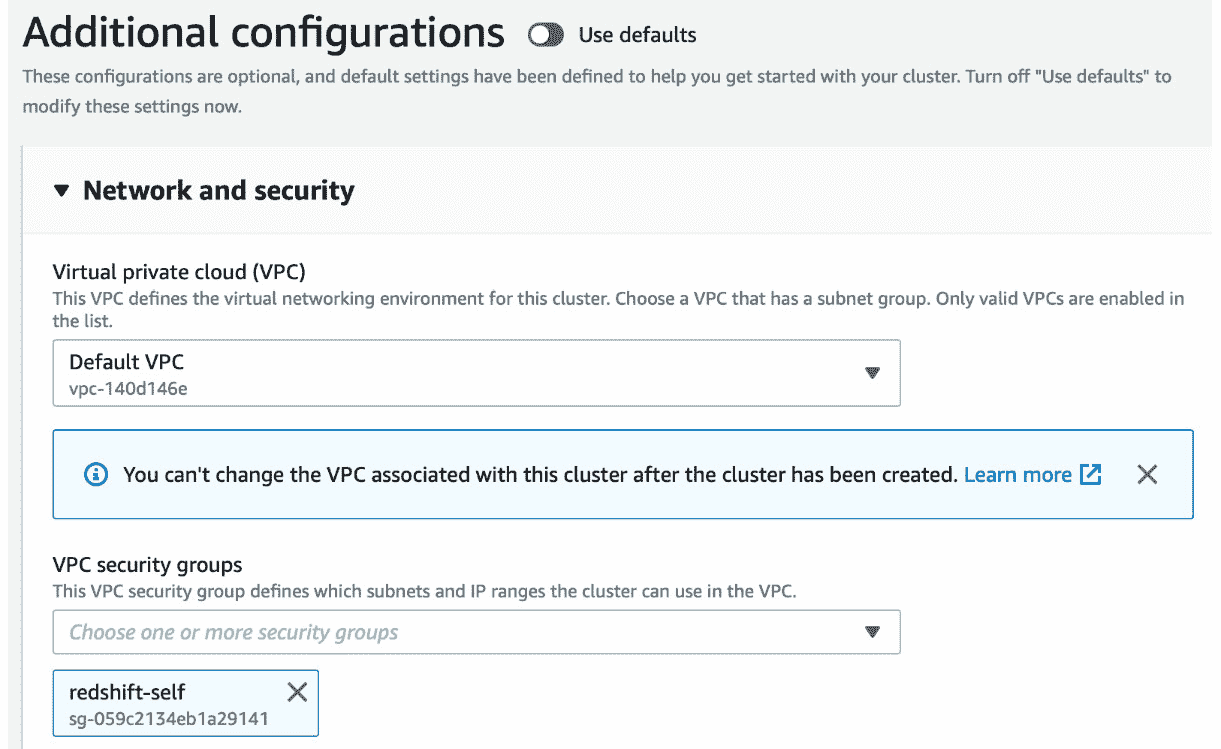 Additional configurations Use defaults
These configurations are optional, and default settings have been defined to help you get started with your cluster. Turn off "Use defaults" to
modify these settings now.
Network and security
Virtual private cloud (VPC)
This VPC defines the virtual networking environment for this cluster. Choose a VPC that has a subnet group. Only valid VPCs are enabled in
the list.
Default VPC
vpc-140d146e
You can't change the VPC associated with this cluster after the cluster has been created. Learn more
VPC security groups
This VPC security group defines which subnets and IP ranges the cluster can use in the VPC.
Choose one or more security groups
redshift-self
sg-059c2134eb1a29141